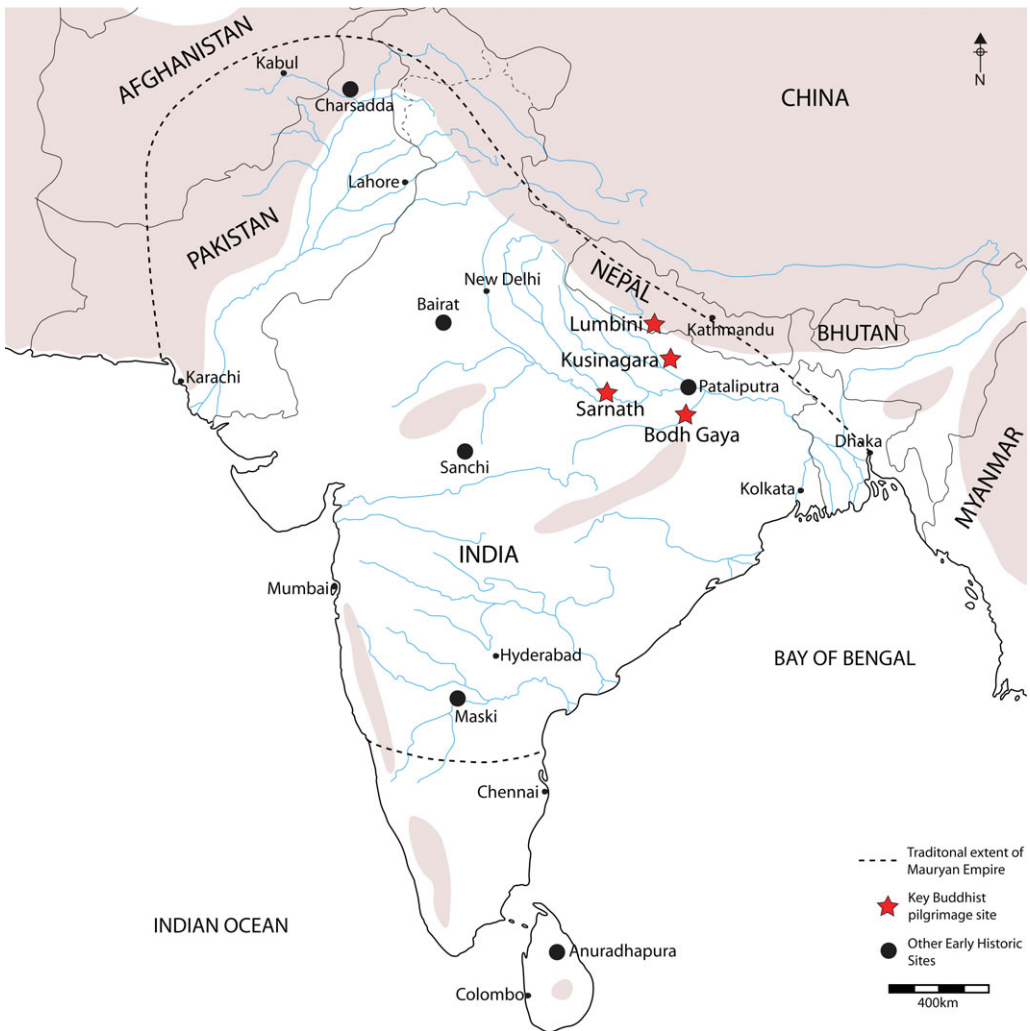 AFGHANISTAN
Kabul
Charsadda
N
CHINA
Lahore
PAKISTAN
New Delhi
NEPAL
Bairat
Lumbini
Kathmandu
BHUTAN
Kusinagara
Karachi
Pataliputra
Sarnath
Bodh Gaya
Dhaka
MYANMAR
Sanchi
Kolkata
INDIA
Mumbai
Hyderabad
BAY OF BENGAL
Maski
Chennai
Traditonal extent of
Mauryan Empire
Key Buddhist
pilgrimage site
INDIAN OCEAN
Other Early Historic
Sites
Anuradhapura
Colombo
400km